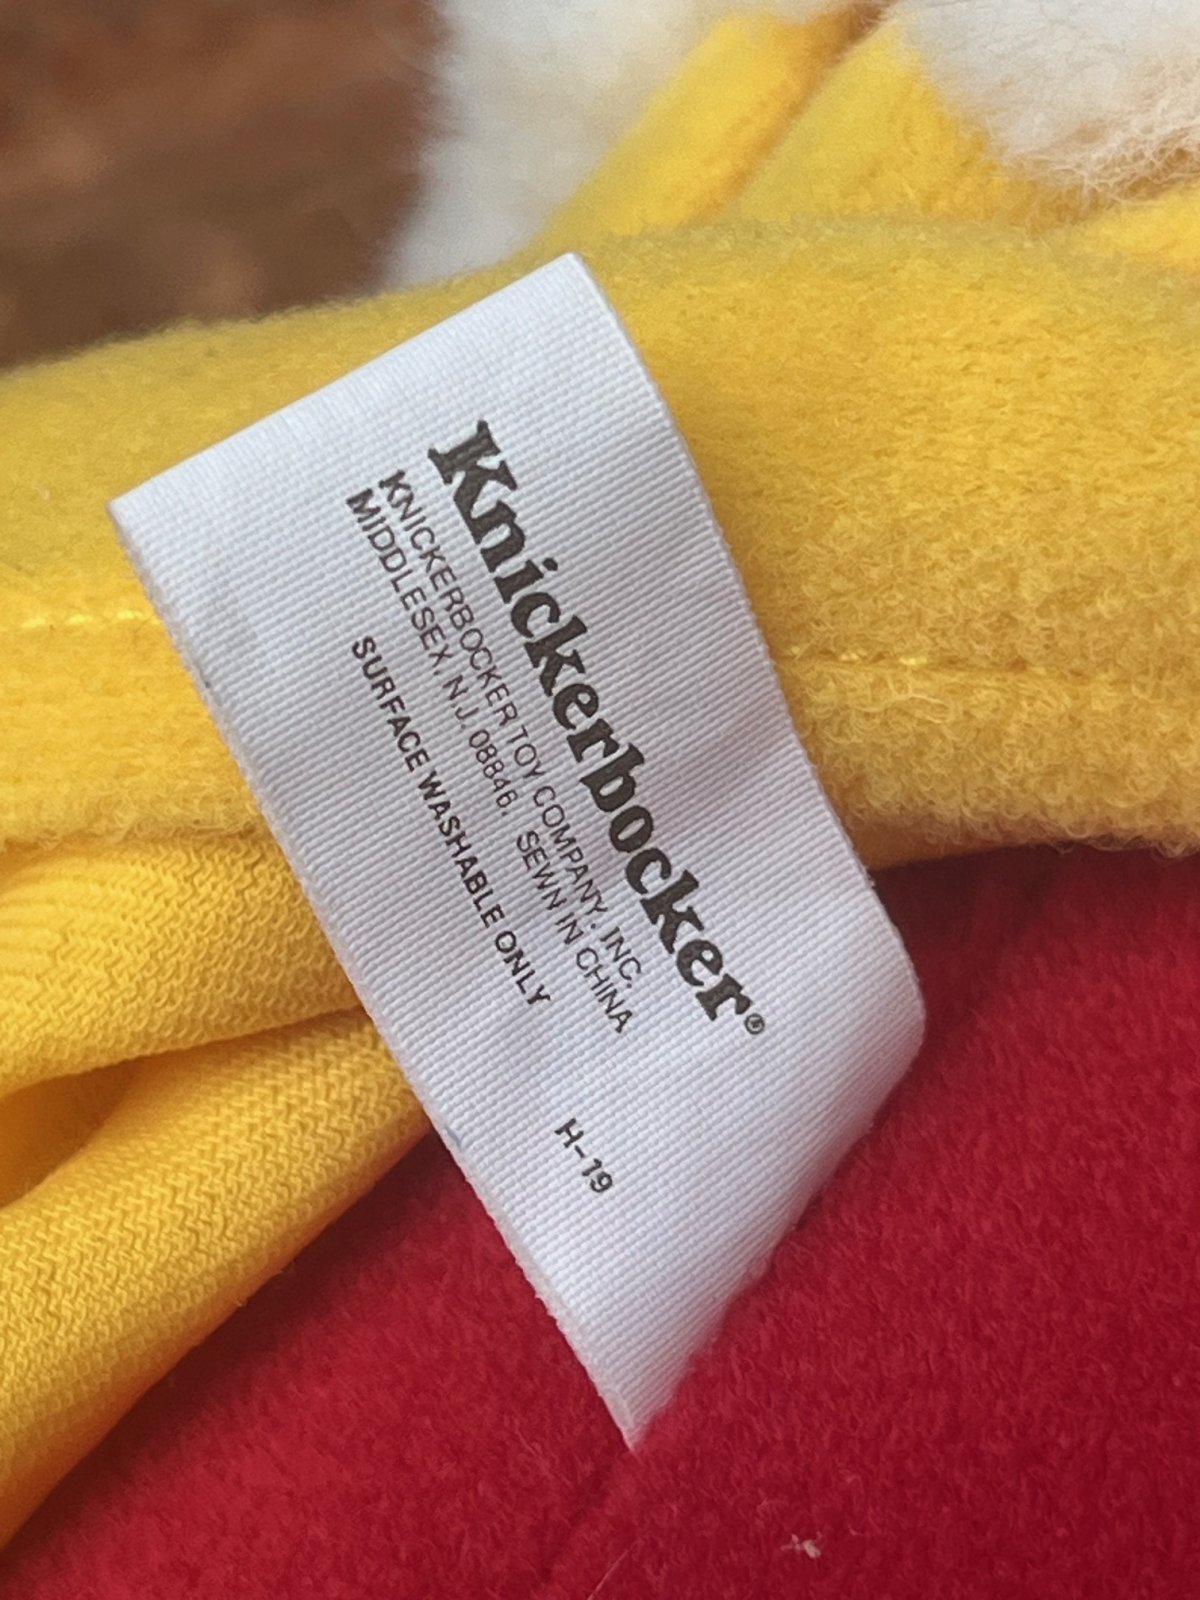 Knickerbocker®
KNICKERBOCKER TOY COMPANY, INC.
MIDDLESEX, N.J. 08846. SEWN IN CHINA
SURFACE WASHABLE ONLY
H-19